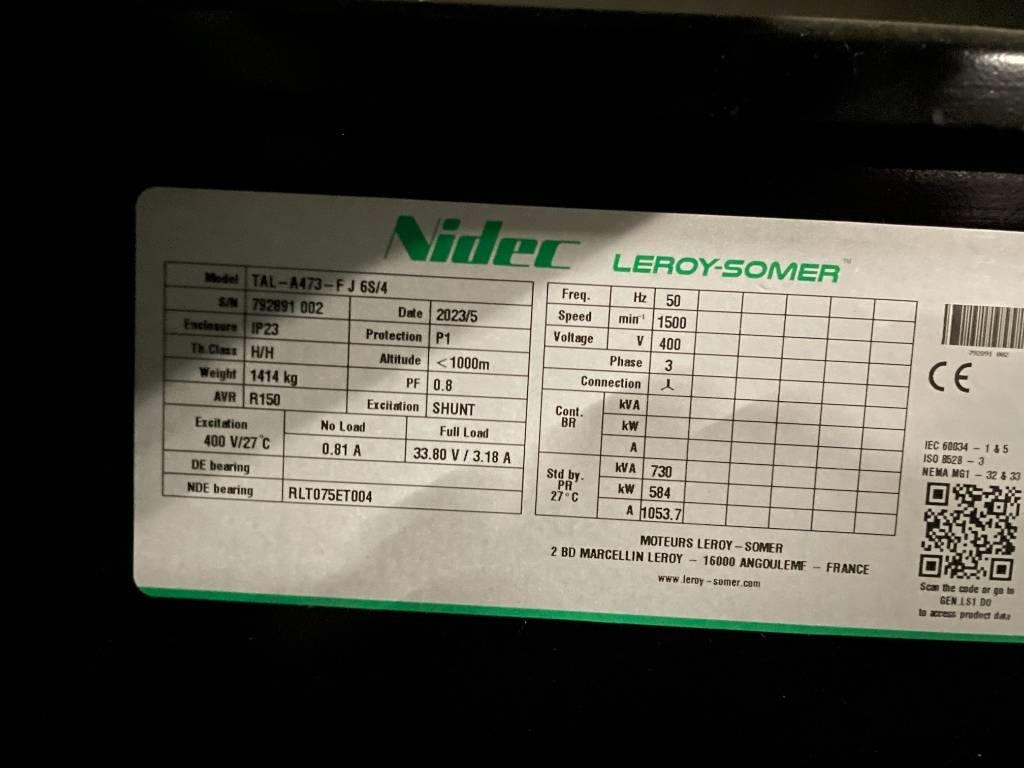 Nidec LEROY-SOMER™
Model TAL-A473-F J 6S/4
S/N 792891 002 Date 2023/5
Enclosure IP23 Protection P1
Th.Class H/H Altitude <1000m
Weight 1414 kg PF 0.8
AVR R150 Excitation SHUNT
Excitation No Load Full Load
400 V/27°C 0.81 A 33.80 V / 3.18 A
DE bearing
NDE bearing RLT075ET004
Freq. Hz 50
Speed min⁻¹ 1500
Voltage V 400
Phase 3
Connection
Cont. BR kVA
kW
A
Std by. PR 27°C kVA 730
kW 584
A 1053.7
MOTEURS LEROY-SOMER
2 BD MARCELLIN LEROY - 16000 ANGOULEME - FRANCE
www.leroy-somer.com
792891 002
CE
IEC 60034 - 1 & 5
ISO 8528 - 3
NEMA MG1 - 32 & 33
Scan the code or go to
GEN.LS1.DO
to access product data